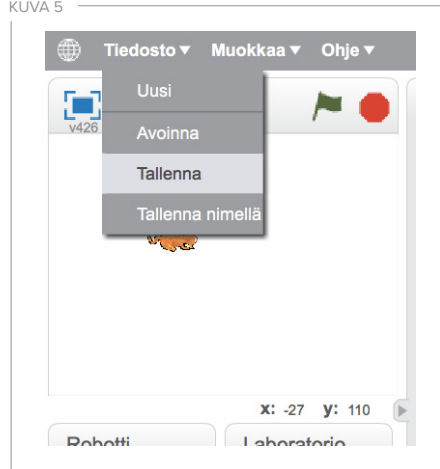 KUVA 5
Tiedosto ▼ Muokkaa ▼ Ohje ▼
Uusi
v426
Avoinna
Tallenna
Tallenna nimellä
x: -27 y: 110
Robotti Laboratorio